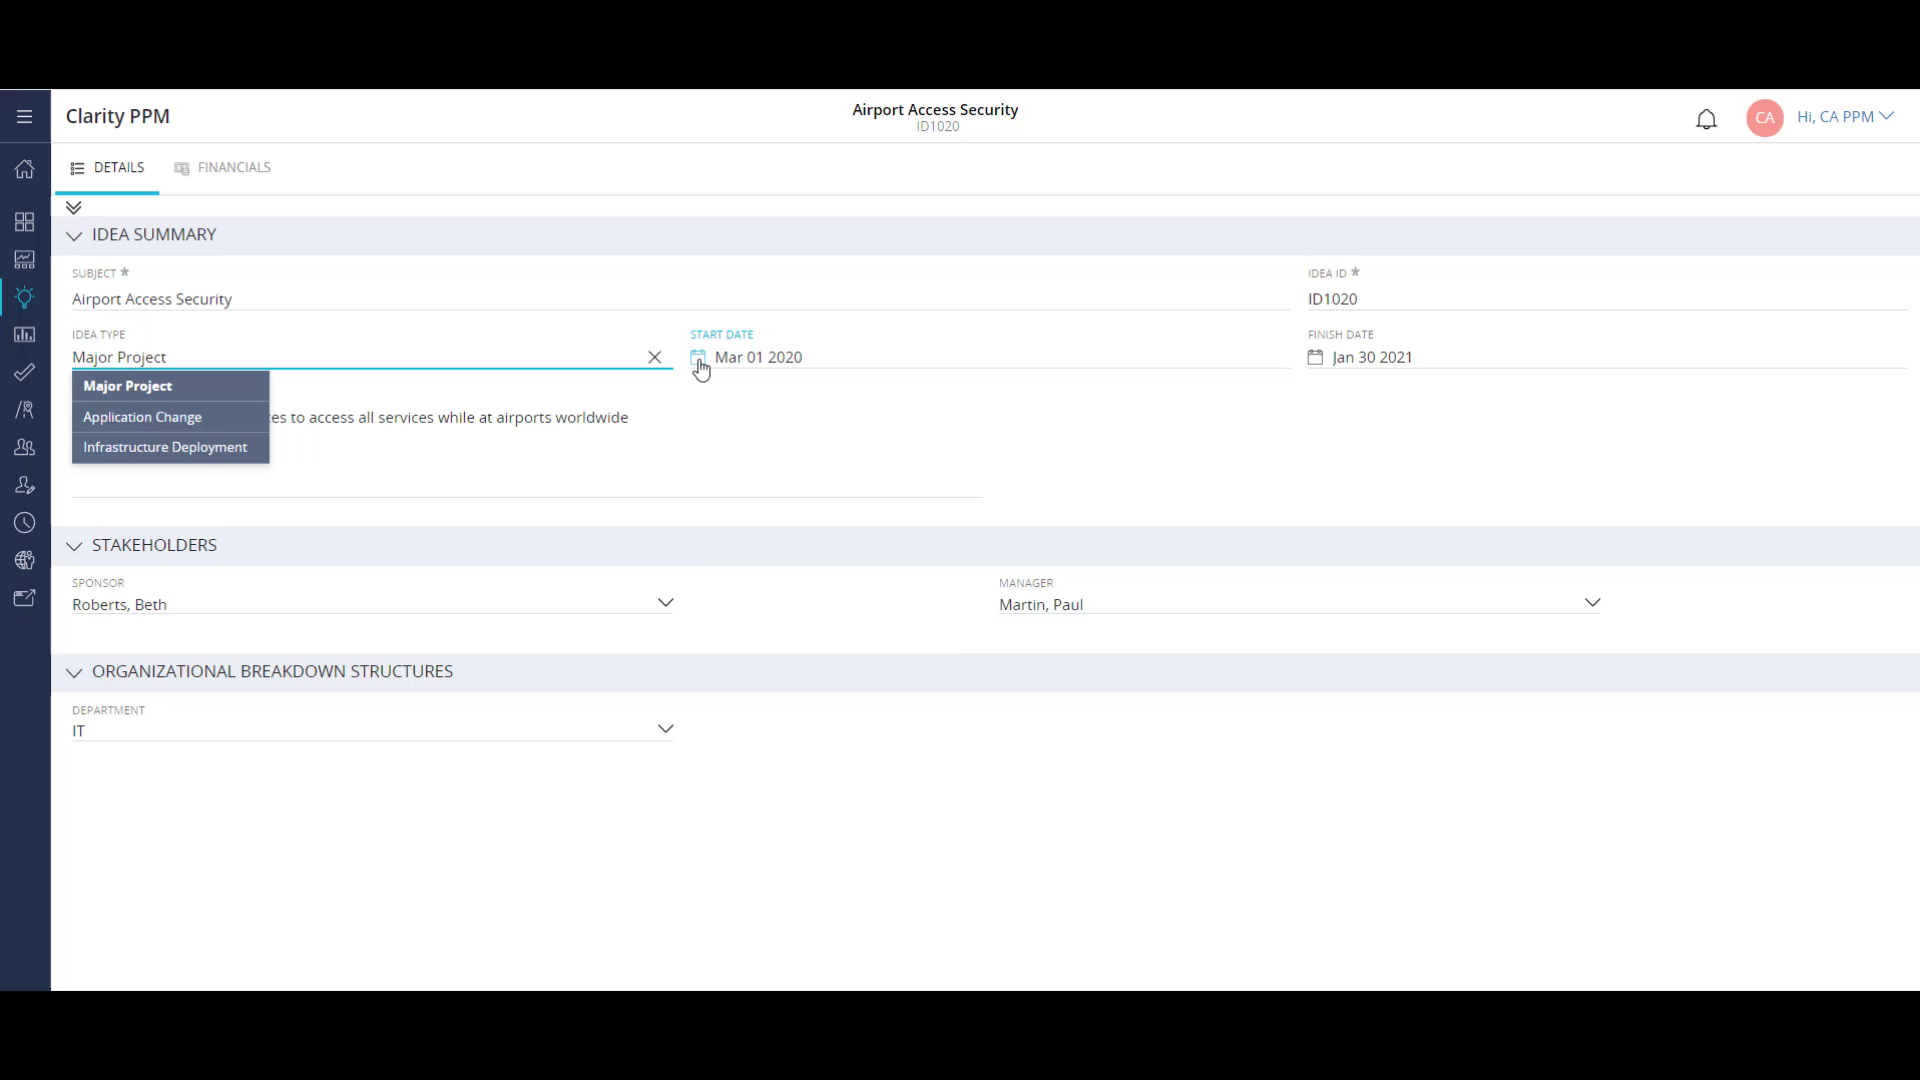 Clarity PPM
Airport Access Security
ID1020
CA
Hi, CA PPM
DETAILS
FINANCIALS
IDEA SUMMARY
SUBJECT *
Airport Access Security
IDEA ID *
ID1020
IDEA TYPE
Major Project
START DATE
Mar 01 2020
FINISH DATE
Jan 30 2021
Major Project
Application Change
Infrastructure Deployment
to access all services while at airports worldwide
STAKEHOLDERS
SPONSOR
Roberts, Beth
MANAGER
Martin, Paul
ORGANIZATIONAL BREAKDOWN STRUCTURES
DEPARTMENT
IT